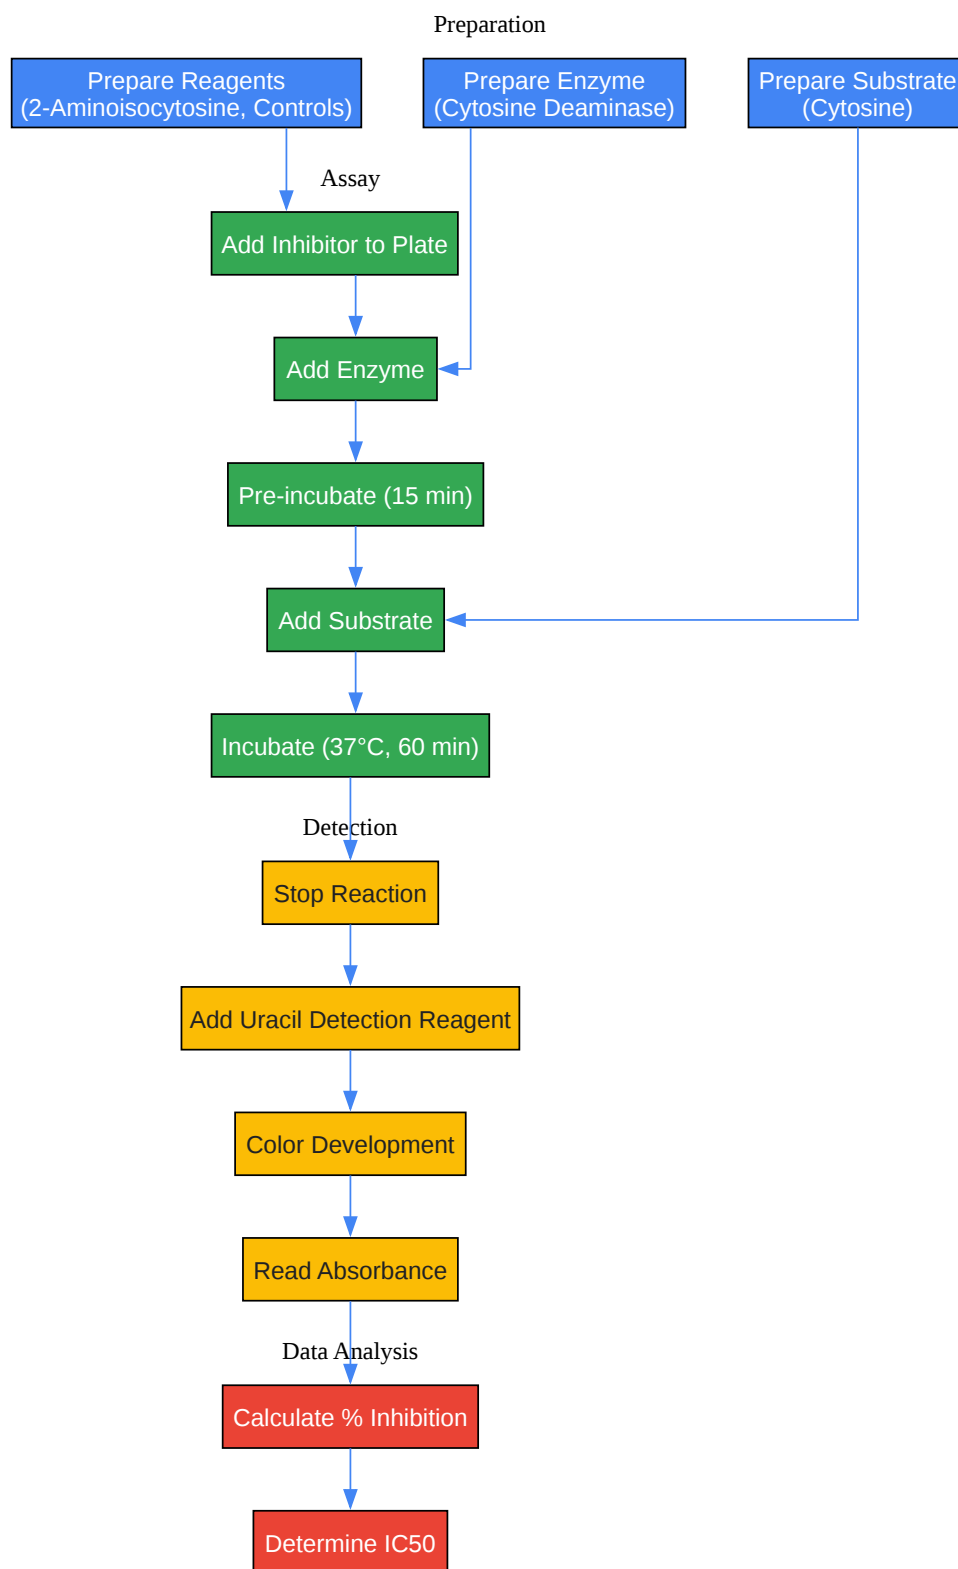 Preparation
Prepare Reagents
(2-Aminoisocytosine, Controls)
Prepare Enzyme
(Cytosine Deaminase)
Prepare Substrate
(Cytosine)
Assay
Add Inhibitor to Plate
Add Enzyme
Pre-incubate (15 min)
Add Substrate
Incubate (37°C, 60 min)
Detection
Stop Reaction
Add Uracil Detection Reagent
Color Development
Read Absorbance
Data Analysis
Calculate % Inhibition
Determine IC50